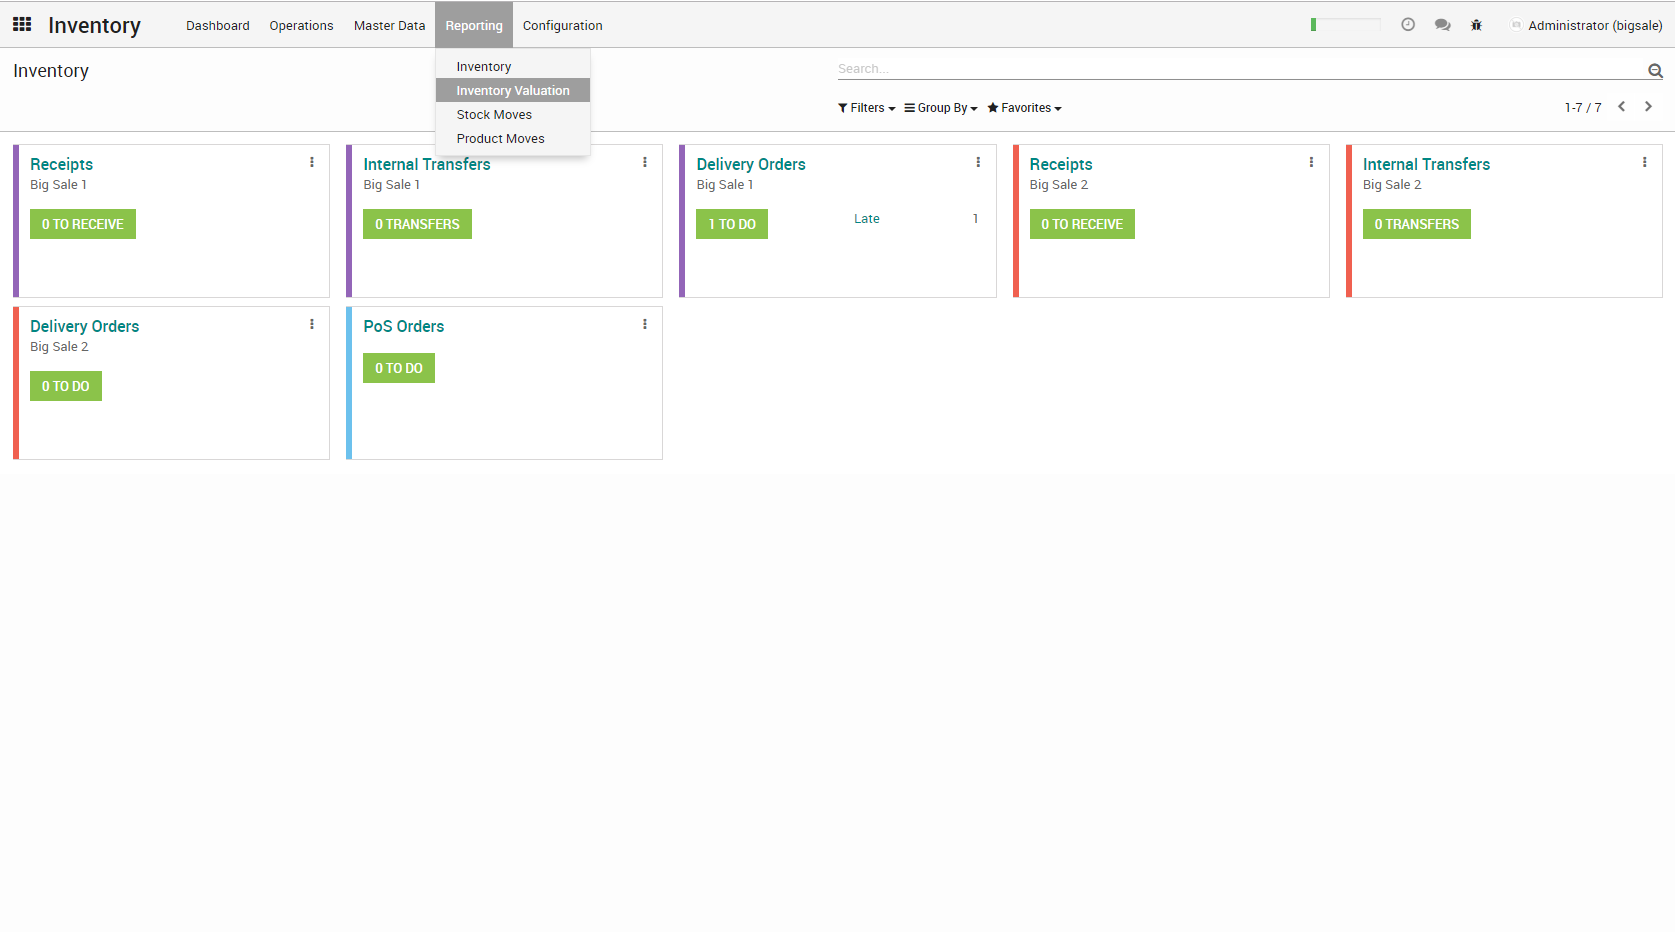 Inventory
Dashboard
Operations
Master Data
Reporting
Configuration
Administrator (bigsale)
Inventory
Inventory
Inventory Valuation
Stock Moves
Product Moves
Search...
Filters
Group By
Favorites
1-7 / 7
Receipts
Big Sale 1
0 TO RECEIVE
Internal Transfers
Big Sale 1
0 TRANSFERS
Delivery Orders
Big Sale 1
1 TO DO
Late 1
Receipts
Big Sale 2
0 TO RECEIVE
Internal Transfers
Big Sale 2
0 TRANSFERS
Delivery Orders
Big Sale 2
0 TO DO
PoS Orders
0 TO DO